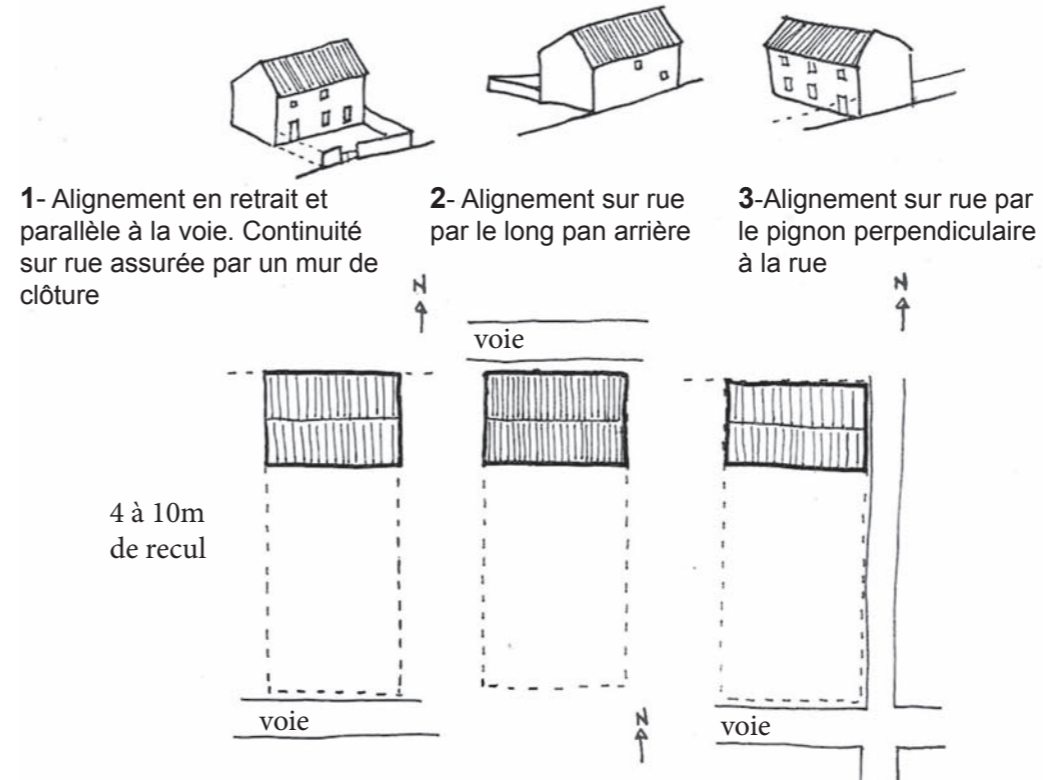 1- Alignement en retrait et
parallèle à la voie. Continuité
sur rue assurée par un mur de
clôture
2- Alignement sur rue
par le long pan arrière
3-Alignement sur rue par
le pignon perpendiculaire
à la rue
N
N
voie
4 à 10m
de recul
voie
N
voie